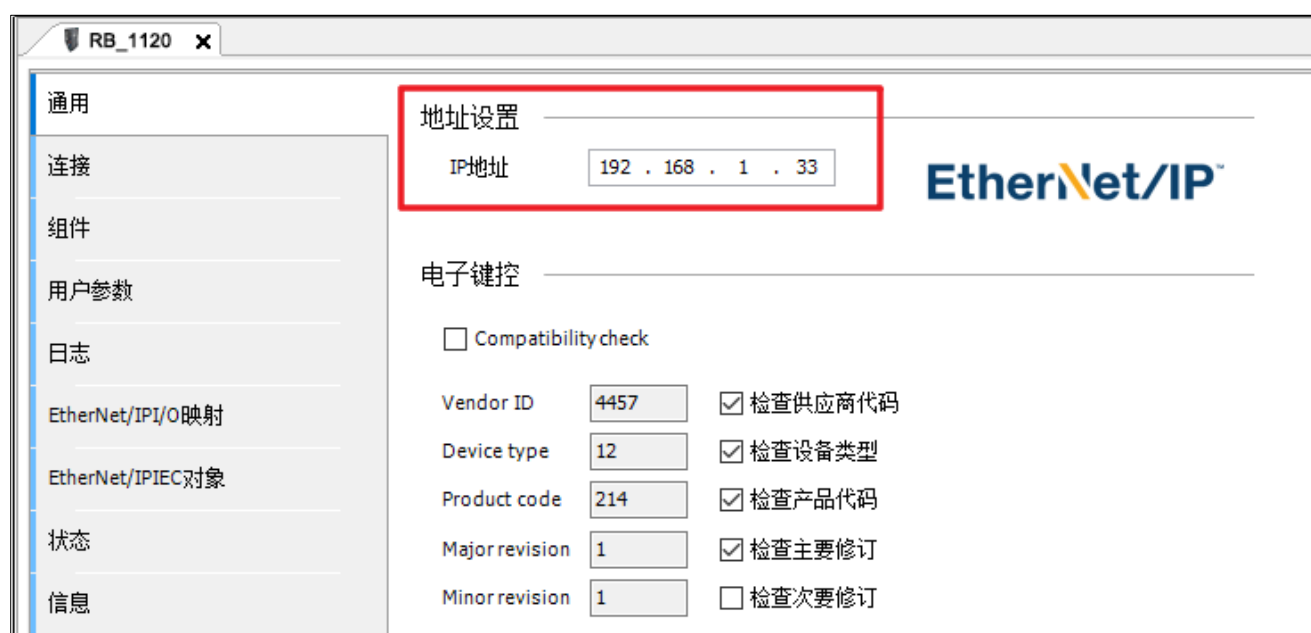 RB_1120
通用
连接
组件
用户参数
日志
EtherNet/IPI/O映射
EtherNet/IPIEC对象
状态
信息
地址设置
IP地址 192 . 168 . 1 . 33
EtherNet/IP™
电子键控
Compatibility check
Vendor ID 4457 检查供应商代码
Device type 12 检查设备类型
Product code 214 检查产品代码
Major revision 1 检查主要修订
Minor revision 1 检查次要修订